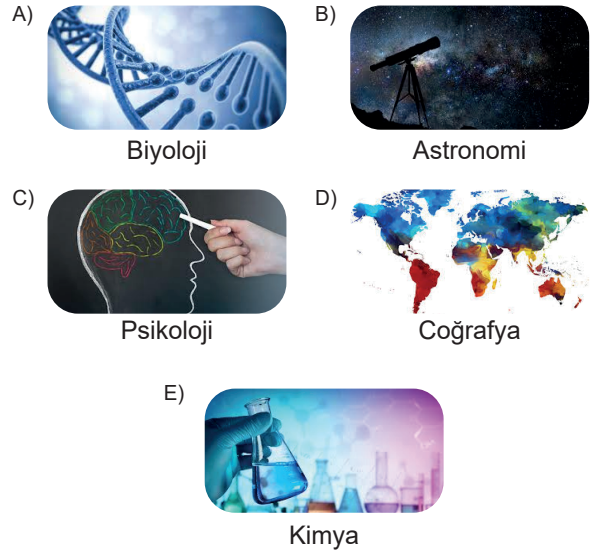 A)
B)
Biyoloji
Astronomi
C)
D)
Psikoloji
Coğrafya
E)
Kimya